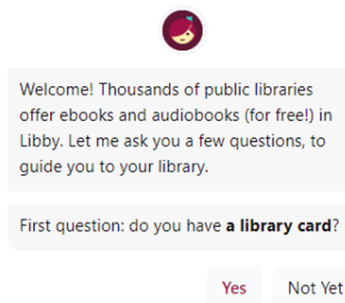 Welcome! Thousands of public libraries
offer ebooks and audiobooks (for free!) in
Libby. Let me ask you a few questions, to
guide you to your library.
First question: do you have a library card?
Yes Not Yet